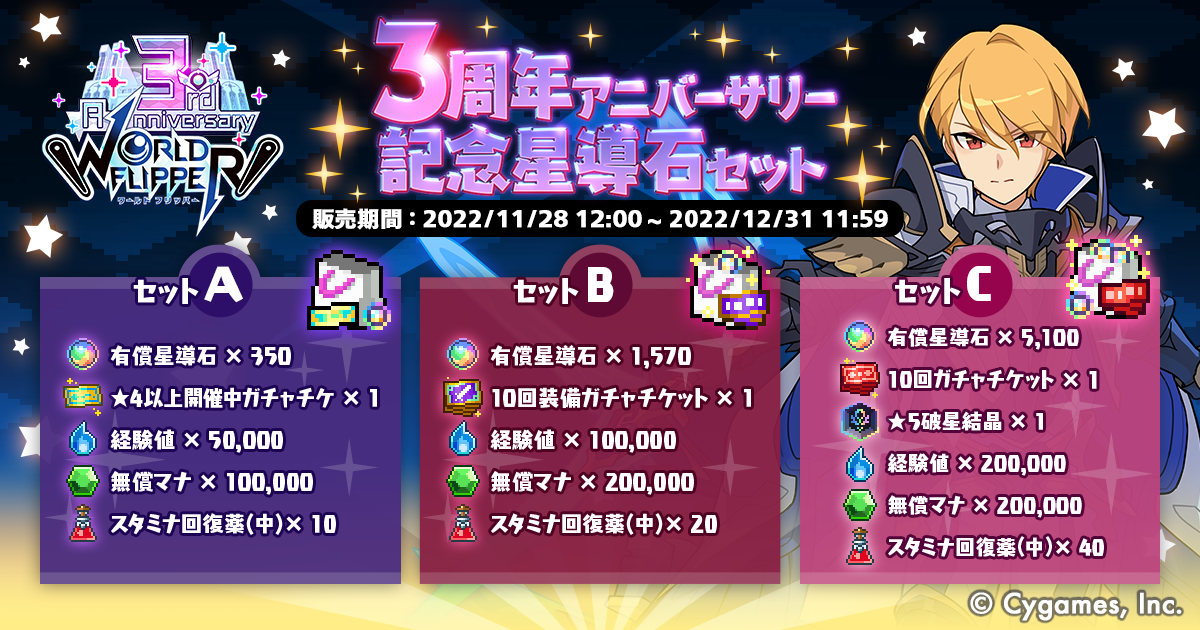 3rd
Anniversary
WORLD
FLIPPER
ワールド フリッパー
3周年アニバーサリー
記念星導石セット
販売期間：2022/11/28 12:00 ~ 2022/12/31 11:59
セットA
有償星導石 × 350
★4以上開催中ガチャチケ × 1
経験値 × 50,000
無償マナ × 100,000
スタミナ回復薬(中) × 10
セットB
有償星導石 × 1,570
10回装備ガチャチケット × 1
経験値 × 100,000
無償マナ × 200,000
スタミナ回復薬(中) × 20
セットC
有償星導石 × 5,100
10回ガチャチケット × 1
★5破星結晶 × 1
経験値 × 200,000
無償マナ × 200,000
スタミナ回復薬(中) × 40
© Cygames, Inc.